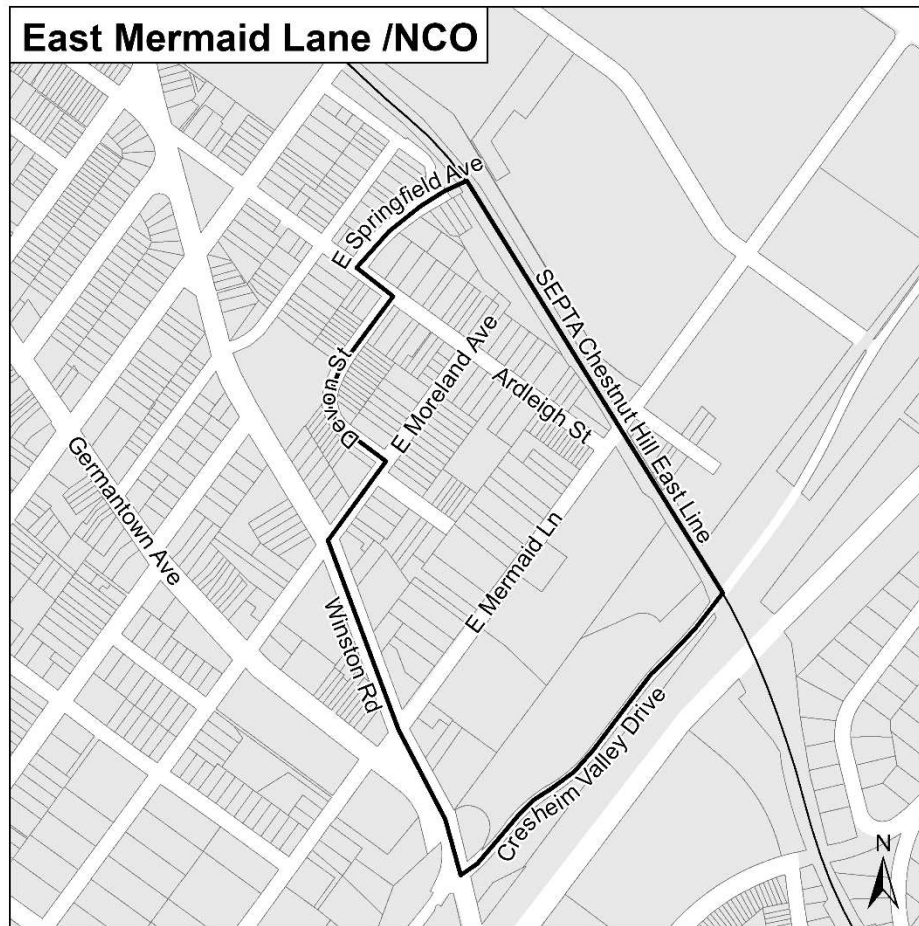 East Mermaid Lane /NCO
E Springfield Ave
SEPTA Chestnut Hill East Line
Devon St
E Moreland Ave
Ardleigh St
Germantown Ave
E Mermaid Ln
Winston Rd
Cresheim Valley Drive
N